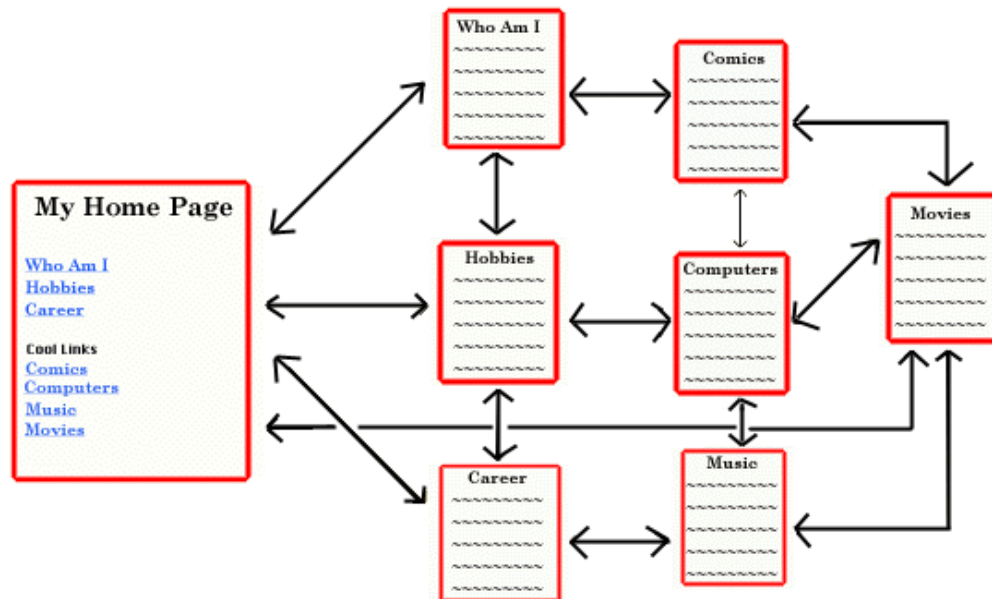 My Home Page
Who Am I
Hobbies
Career
Cool Links
Comics
Computers
Music
Movies
Who Am I
Comics
Movies
Hobbies
Computers
Career
Music